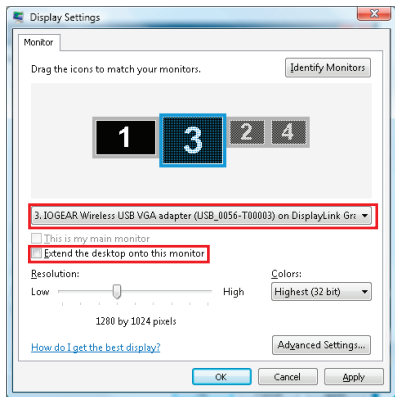 Display Settings
Monitor
Drag the icons to match your monitors.
Identify Monitors
1
3
2
4
3. IOGEAR Wireless USB VGA adapter (USB_0056-T00003) on DisplayLink Gra
This is my main monitor
Extend the desktop onto this monitor
Resolution:
Colors:
Low
High
Highest (32 bit)
1280 by 1024 pixels
How do I get the best display?
Advanced Settings...
OK
Cancel
Apply